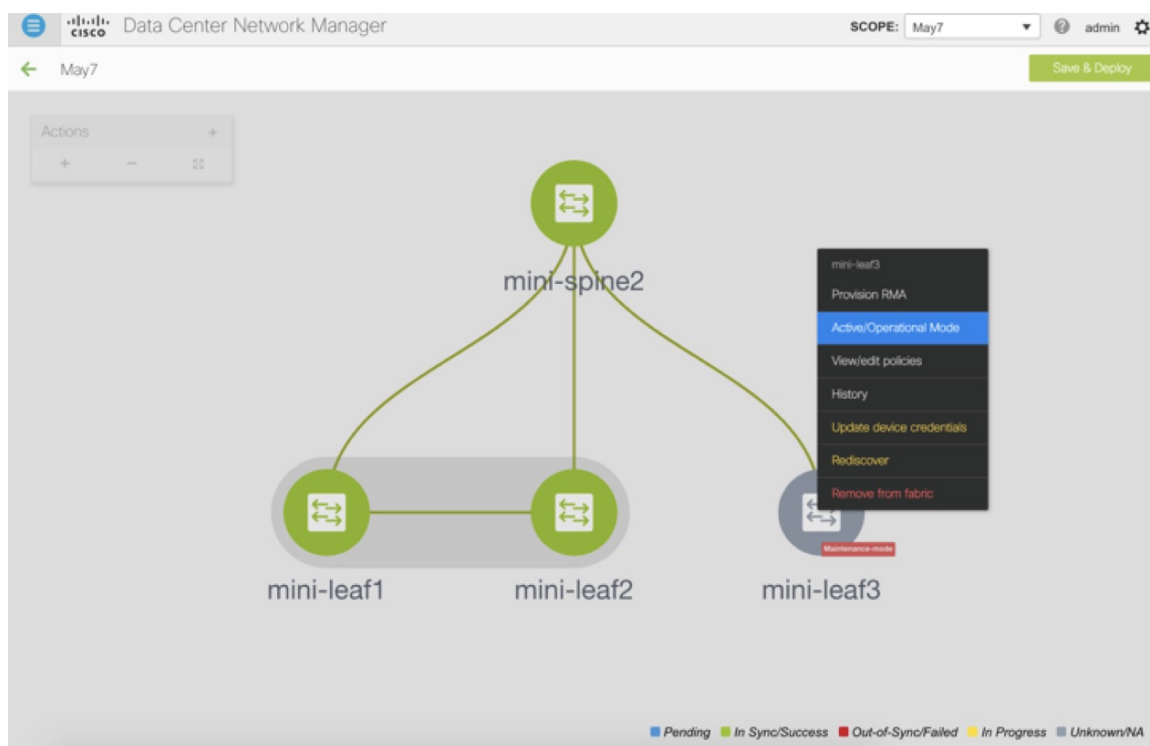 cisco Data Center Network Manager SCOPE: May7 admin
May7 Save & Deploy
Actions
mini-spine2
mini-leaf3
Provision RMA
Active/Operational Mode
View/edit policies
History
Update device credentials
Rediscover
Remove from fabric
Maintenance-mode
mini-leaf1 mini-leaf2 mini-leaf3
Pending In Sync/Success Out-of-Sync/Failed In Progress Unknown/NA